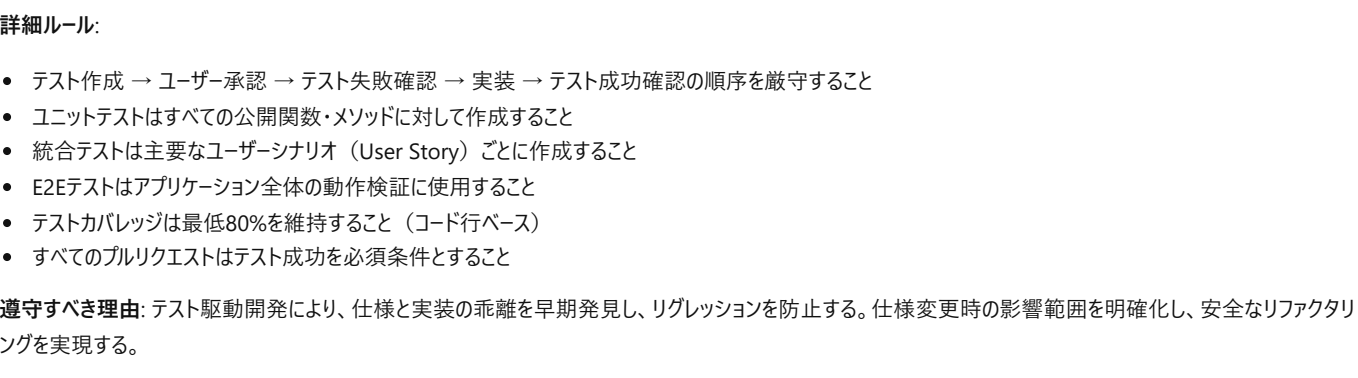 詳細ルール:
• テスト作成 → ユーザー承認 → テスト失敗確認 → 実装 → テスト成功確認の順序を厳守すること
• ユニットテストはすべての公開関数・メソッドに対して作成すること
• 統合テストは主要なユーザーシナリオ（User Story）ごとに作成すること
• E2Eテストはアプリケーション全体の動作検証に使用すること
• テストカバレッジは最低80%を維持すること（コード行ベース）
• すべてのプルリクエストはテスト成功を必須条件とすること
遵守すべき理由: テスト駆動開発により、仕様と実装の乖離を早期発見し、リグレッションを防止する。仕様変更時の影響範囲を明確化し、安全なリファクタリ
ングを実現する。